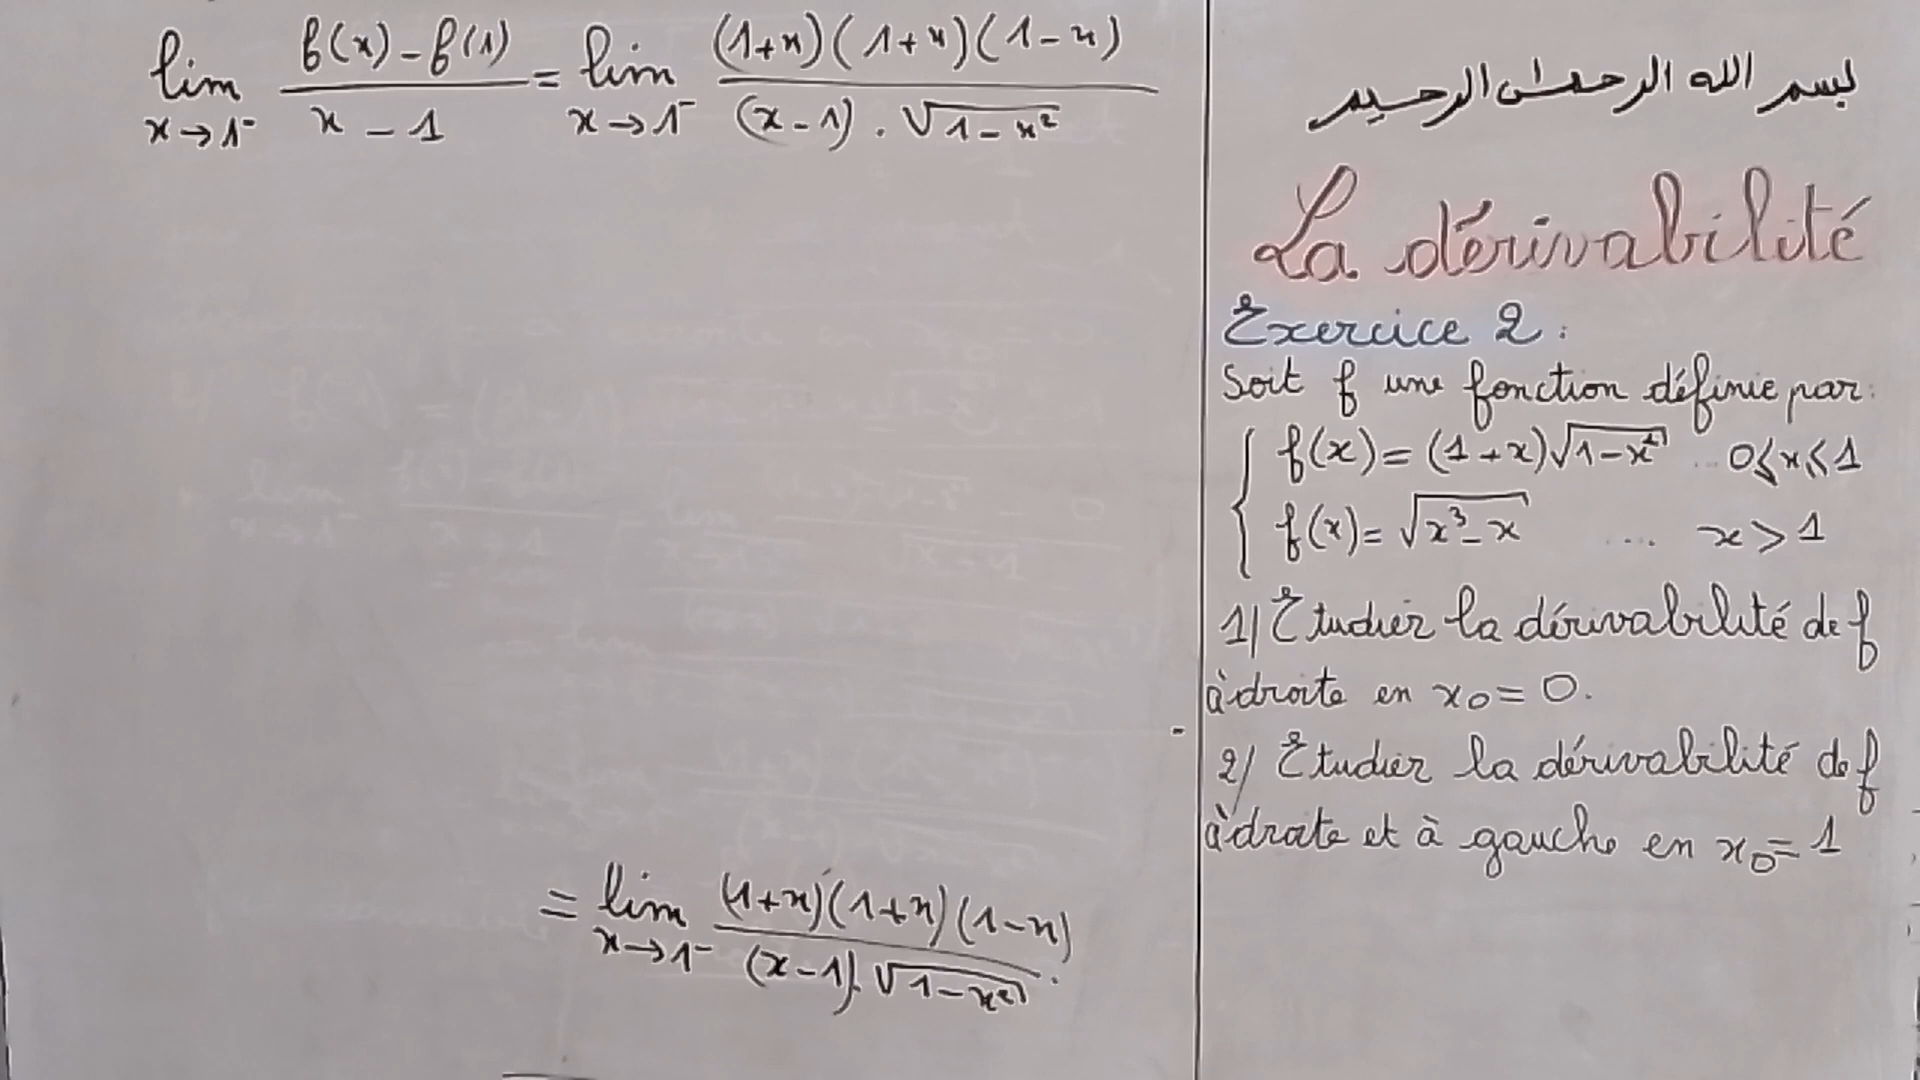 lim x→1⁻ (f(x)-f(1))/(x-1) = lim x→1⁻ ((1+x)(1+x)(1-x))/((x-1).√(1-x²))
= lim x→1⁻ ((1+x)(1+x)(1-x))/((x-1).√(1-x²))
بسم الله الرحمان الرحيم
La dérivabilité
Exercice 2 :
Soit f une fonction définie par:
f(x)= (1+x)√(1-x²) .. 0⩽x⩽1
f(x)= √(x³-x) ... x > 1
1) Etudier la dérivabilité de f
à droite en x₀= 0.
2) Etudier la dérivabilité de f
à droite et à gauche en x₀= 1